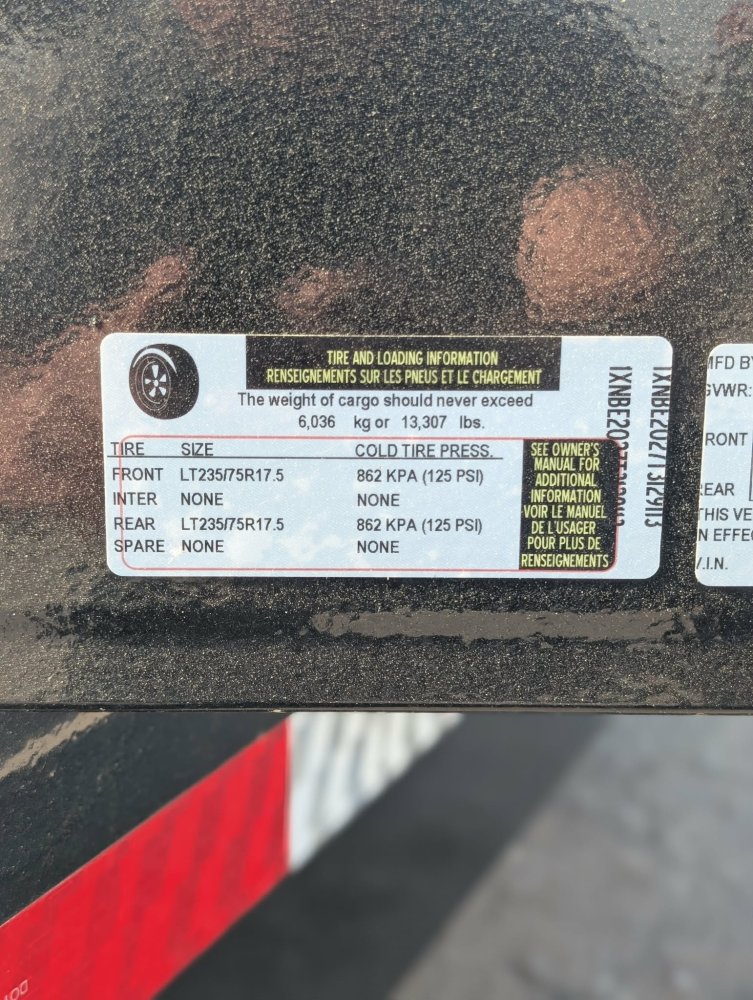 TIRE AND LOADING INFORMATION
RENSEIGNEMENTS SUR LES PNEUS ET LE CHARGEMENT
The weight of cargo should never exceed
6,036 kg or 13,307 lbs.
TIRE SIZE COLD TIRE PRESS.
FRONT LT235/75R17.5 862 KPA (125 PSI)
INTER NONE NONE
REAR LT235/75R17.5 862 KPA (125 PSI)
SPARE NONE NONE
SEE OWNER'S
MANUAL FOR
ADDITIONAL
INFORMATION
VOIR LE MANUEL
DE L'USAGER
POUR PLUS DE
RENSEIGNEMENTS
MFD BY
GVWR:
FRONT
REAR
THIS VE
N EFFE
V.I.N.
DOT